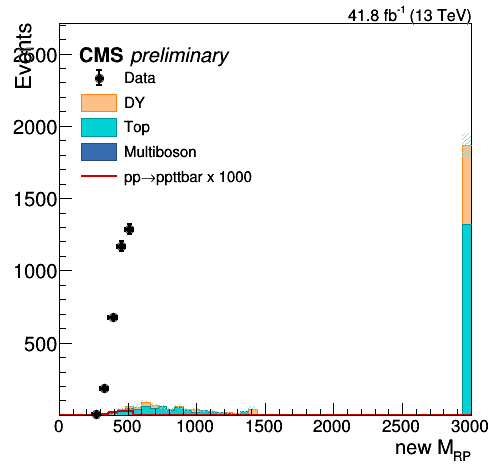 41.8 fb⁻¹ (13 TeV)
Events
CMS preliminary
Data
DY
Top
Multiboson
pp→ppttbar x 1000
2500
2000
1500
1000
500
0 500 1000 1500 2000 2500 3000
new M_RP